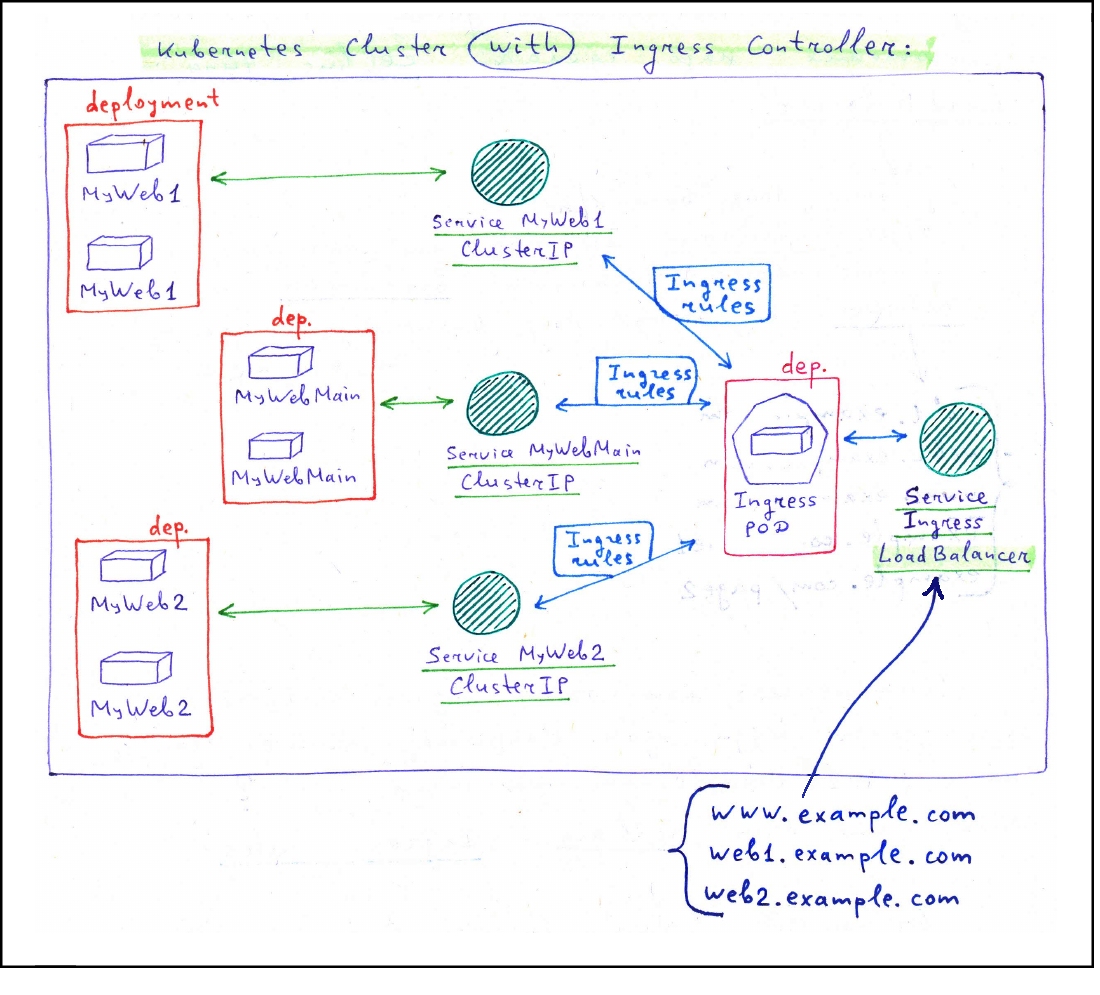 Kubernetes Cluster with Ingress Controller:
deployment
MyWeb1
MyWeb1
Service MyWeb1
ClusterIP
Ingress
rules
dep.
MyWebMain
MyWebMain
Service MyWebMain
ClusterIP
Ingress
rules
dep.
Ingress
POD
Service
Ingress
LoadBalancer
dep.
MyWeb2
MyWeb2
Service MyWeb2
ClusterIP
Ingress
rules
www.example.com
web1.example.com
web2.example.com